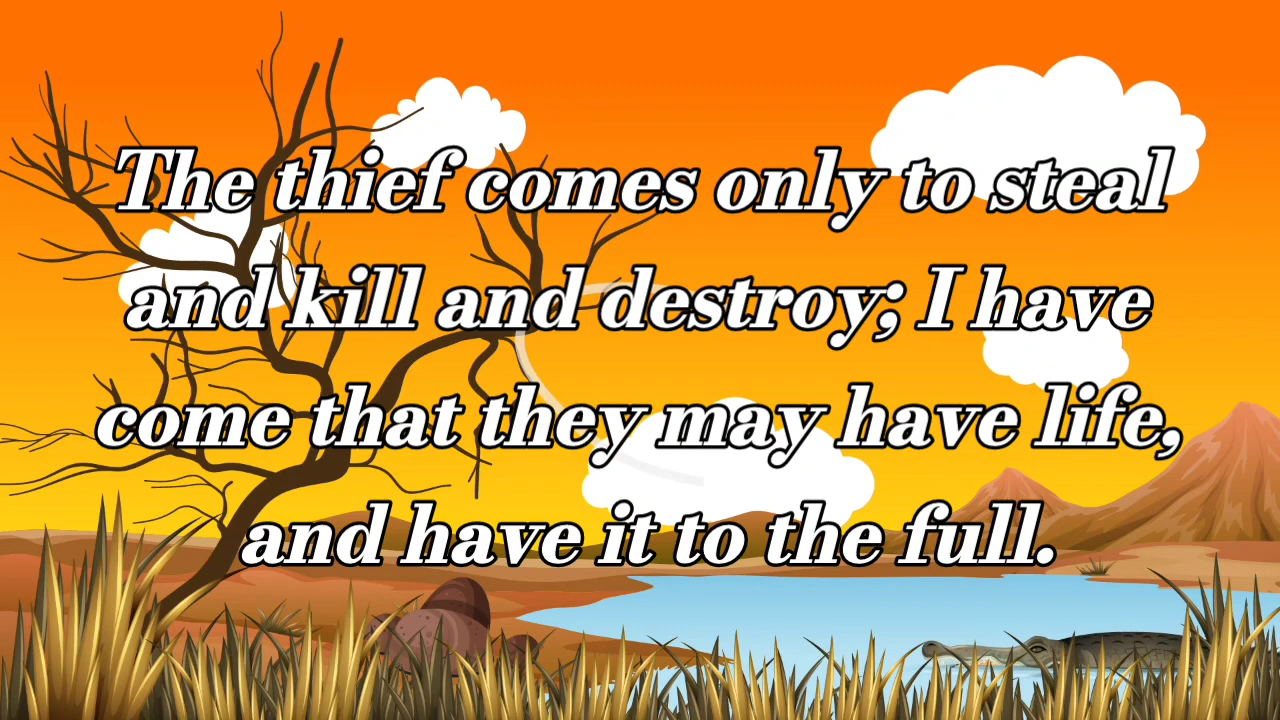 The thief comes only to steal
and kill and destroy; I have
come that they may have life,
and have it to the full.